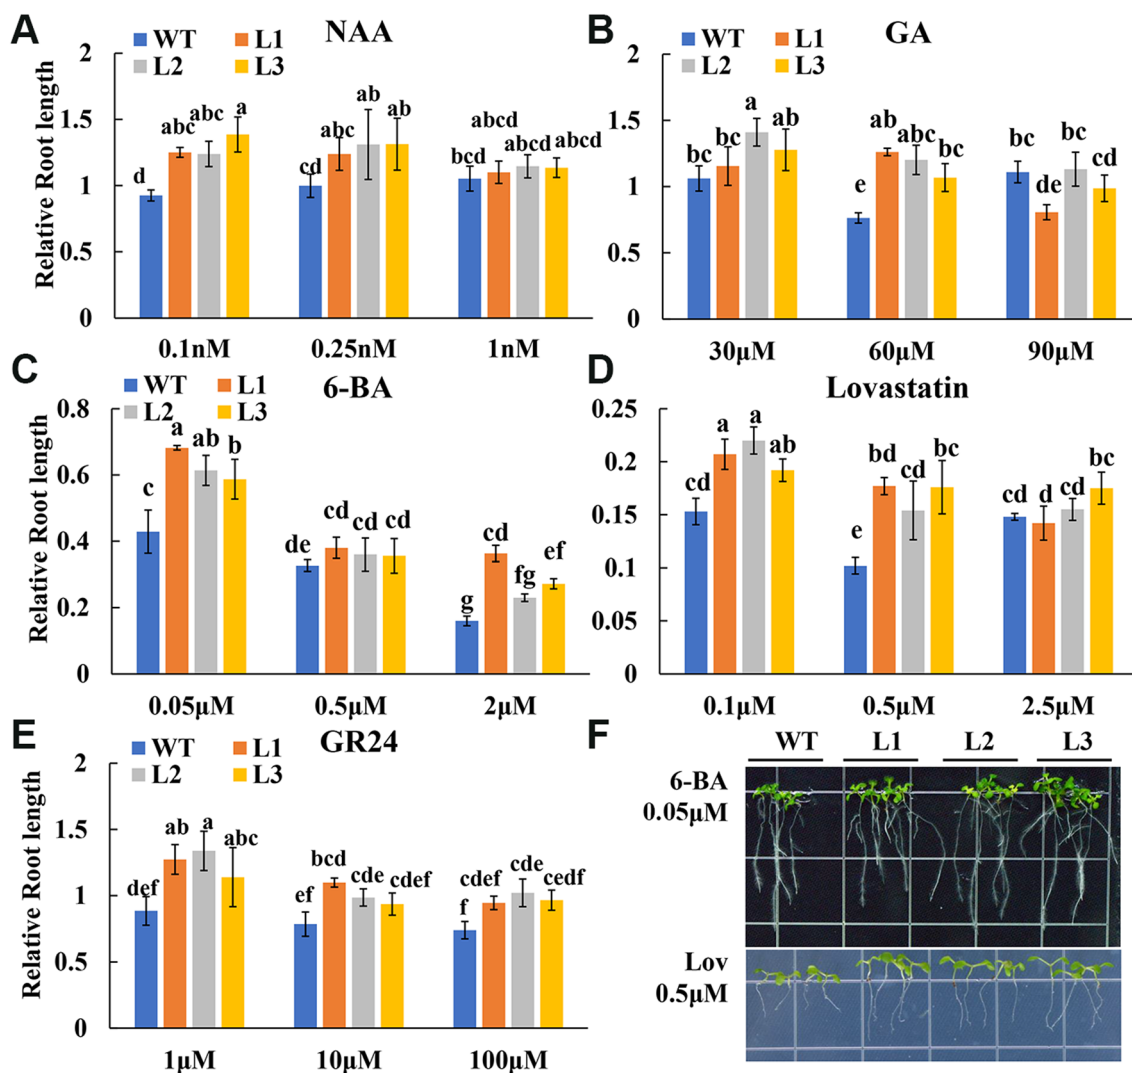 A
NAA
WT L1
L2 L3
Relative Root length
2
1.5
1
0.5
0
d abc abc a
cd abc ab ab
bcd abcd abcd abcd
0.1nM 0.25nM 1nM
B
GA
WT L1
L2 L3
2
1.5
1
0.5
0
bc bc a ab
e ab abc bc
bc de bc cd
30μM 60μM 90μM
C
6-BA
WT L1
L2 L3
Relative Root length
0.8
0.6
0.4
0.2
0
c a ab b
de cd cd cd
g cd fg ef
0.05μM 0.5μM 2μM
D
Lovastatin
0.25
0.2
0.15
0.1
0.05
0
cd a a ab
e bd cd bc
cd d cd bc
0.1μM 0.5μM 2.5μM
E
GR24
WT L1
L2 L3
Relative Root length
2
1.5
1
0.5
0
def ab a abc
ef bcd cde cdef
f cdef cde cedf
1μM 10μM 100μM
F
WT L1 L2 L3
6-BA
0.05μM
Lov
0.5μM